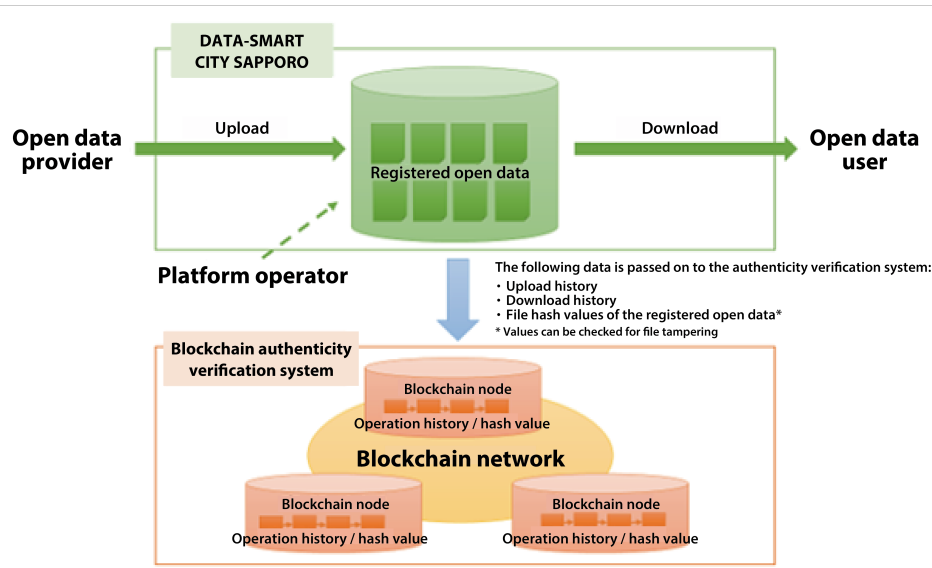 DATA-SMART
CITY SAPPORO
Open data
provider
Upload
Registered open data
Download
Open data
user
Platform operator
The following data is passed on to the authenticity verification system:
・Upload history
・Download history
・File hash values of the registered open data*
* Values can be checked for file tampering
Blockchain authenticity
verification system
Blockchain node
Operation history / hash value
Blockchain network
Blockchain node
Operation history / hash value
Blockchain node
Operation history / hash value